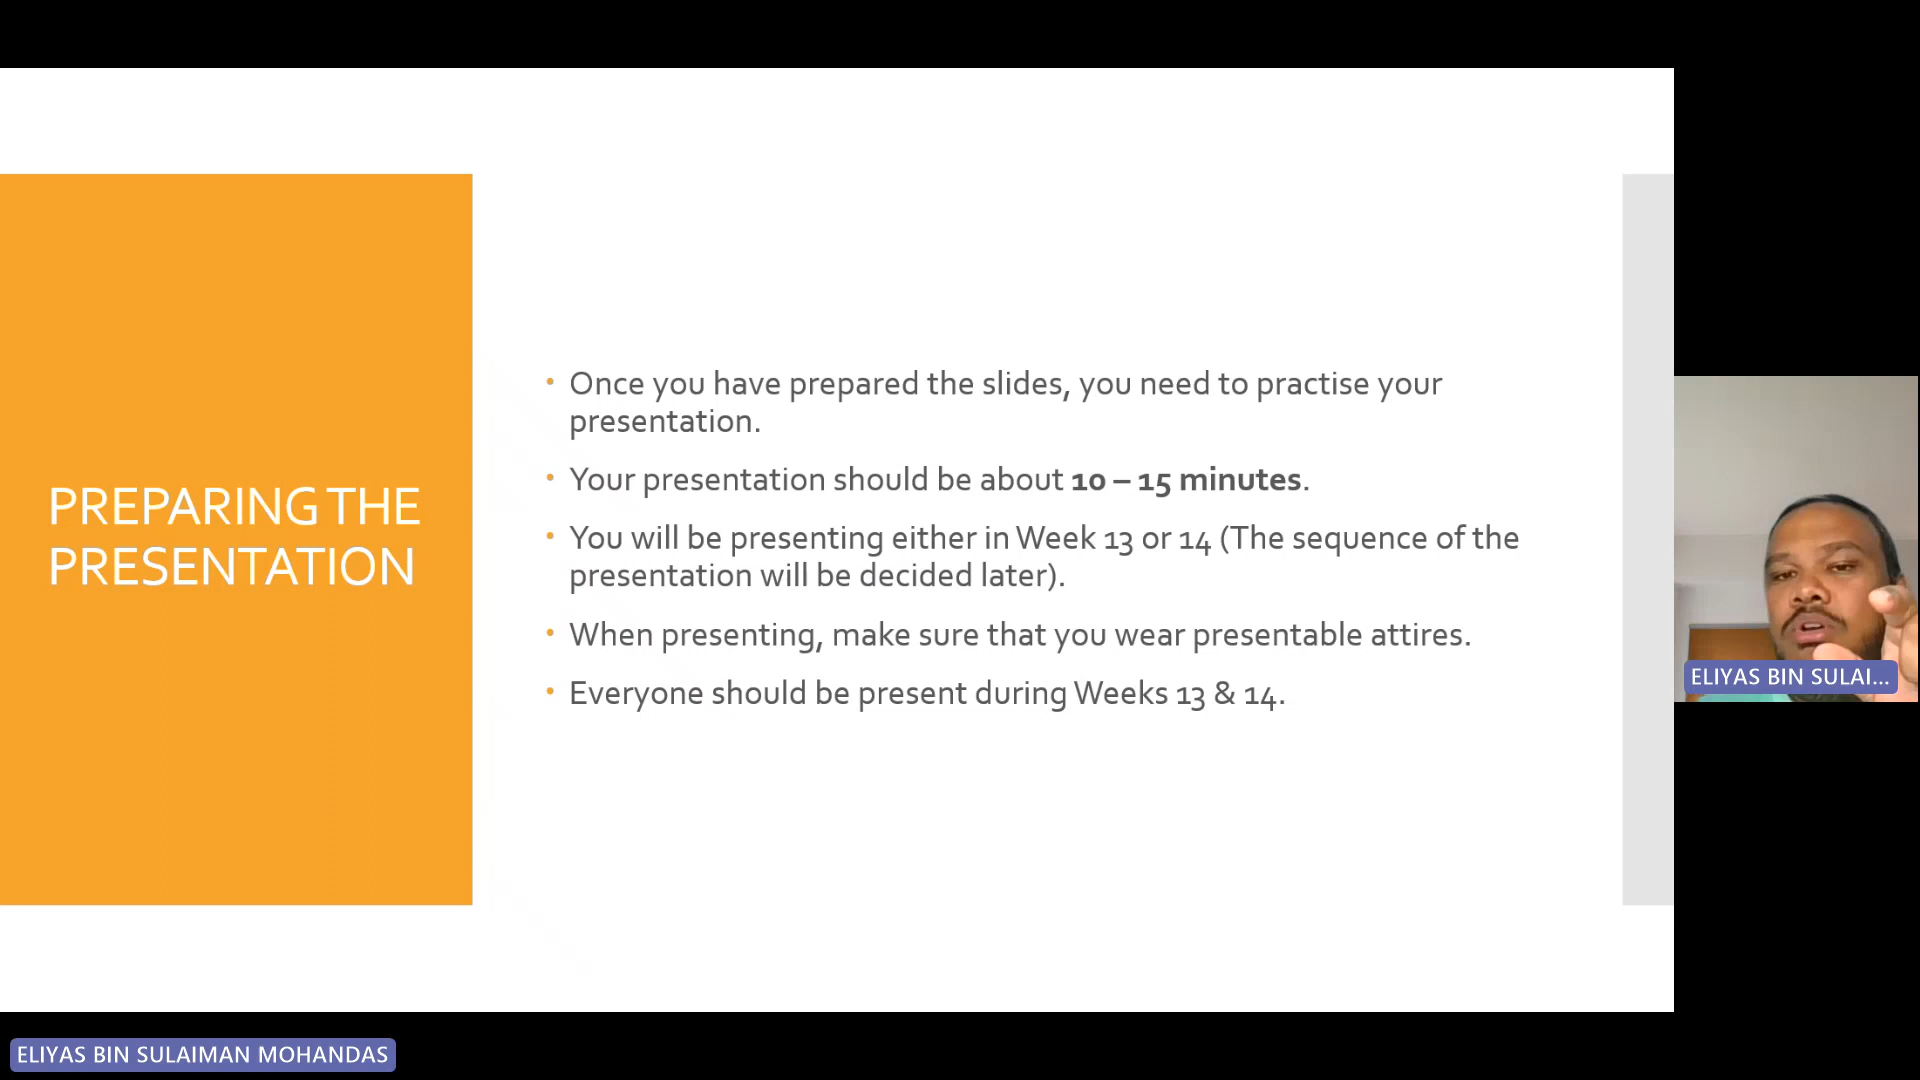 PREPARING THE
PRESENTATION
• Once you have prepared the slides, you need to practise your
presentation.
• Your presentation should be about 10 – 15 minutes.
• You will be presenting either in Week 13 or 14 (The sequence of the
presentation will be decided later).
• When presenting, make sure that you wear presentable attires.
• Everyone should be present during Weeks 13 & 14.
ELIYAS BIN SULAI...
ELIYAS BIN SULAIMAN MOHANDAS